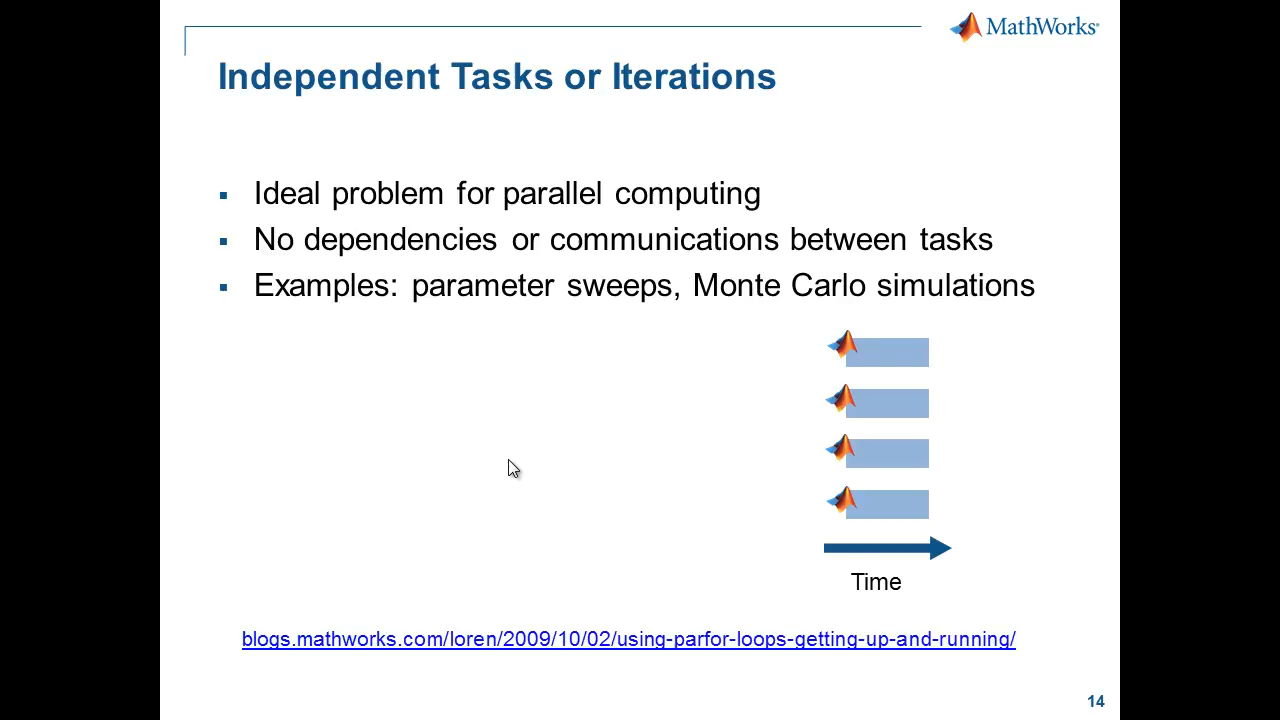 MathWorks®
Independent Tasks or Iterations
▪ Ideal problem for parallel computing
▪ No dependencies or communications between tasks
▪ Examples: parameter sweeps, Monte Carlo simulations
Time
blogs.mathworks.com/loren/2009/10/02/using-parfor-loops-getting-up-and-running/
14